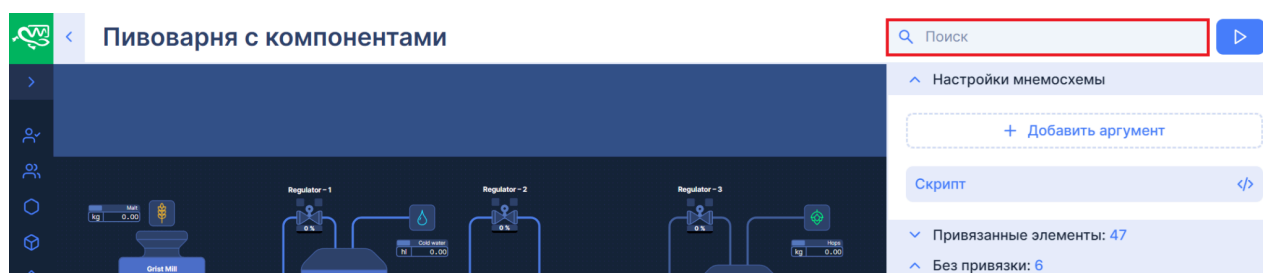 Пивоварня с компонентами
Поиск
Настройки мнемосхемы
+ Добавить аргумент
Скрипт </>
Привязанные элементы: 47
Без привязки: 6
Regulator – 1
Regulator – 2
Regulator – 3
Malt
kg 0.00
0 %
Cold water
hl 0.00
0 %
0 %
Hops
kg 0.00
Grist Mill